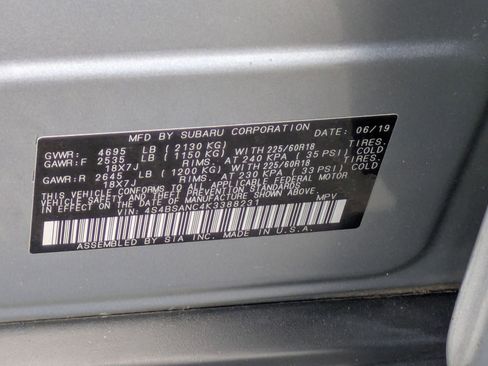 MFD BY SUBARU CORPORATION DATE: 06/19
GVWR: 4695 LB (2130 KG)
GAWR:F 2535 LB (1150 KG) WITH 225/60R18
18X7J RIMS, AT 240 KPA (35 PSI) COLD
GAWR:R 2645 LB (1200 KG) WITH 225/60R18
18X7J RIMS, AT 230 KPA (33 PSI) COLD
THIS VEHICLE CONFORMS TO ALL APPLICABLE FEDERAL MOTOR
VEHICLE SAFETY AND THEFT PREVENTION STANDARDS
IN EFFECT ON THE DATE OF MANUFACTURE SHOWN ABOVE.
VIN: 4S4BSANC4K3388231 MPV
ASSEMBLED BY SIA INC. MADE IN U.S.A.